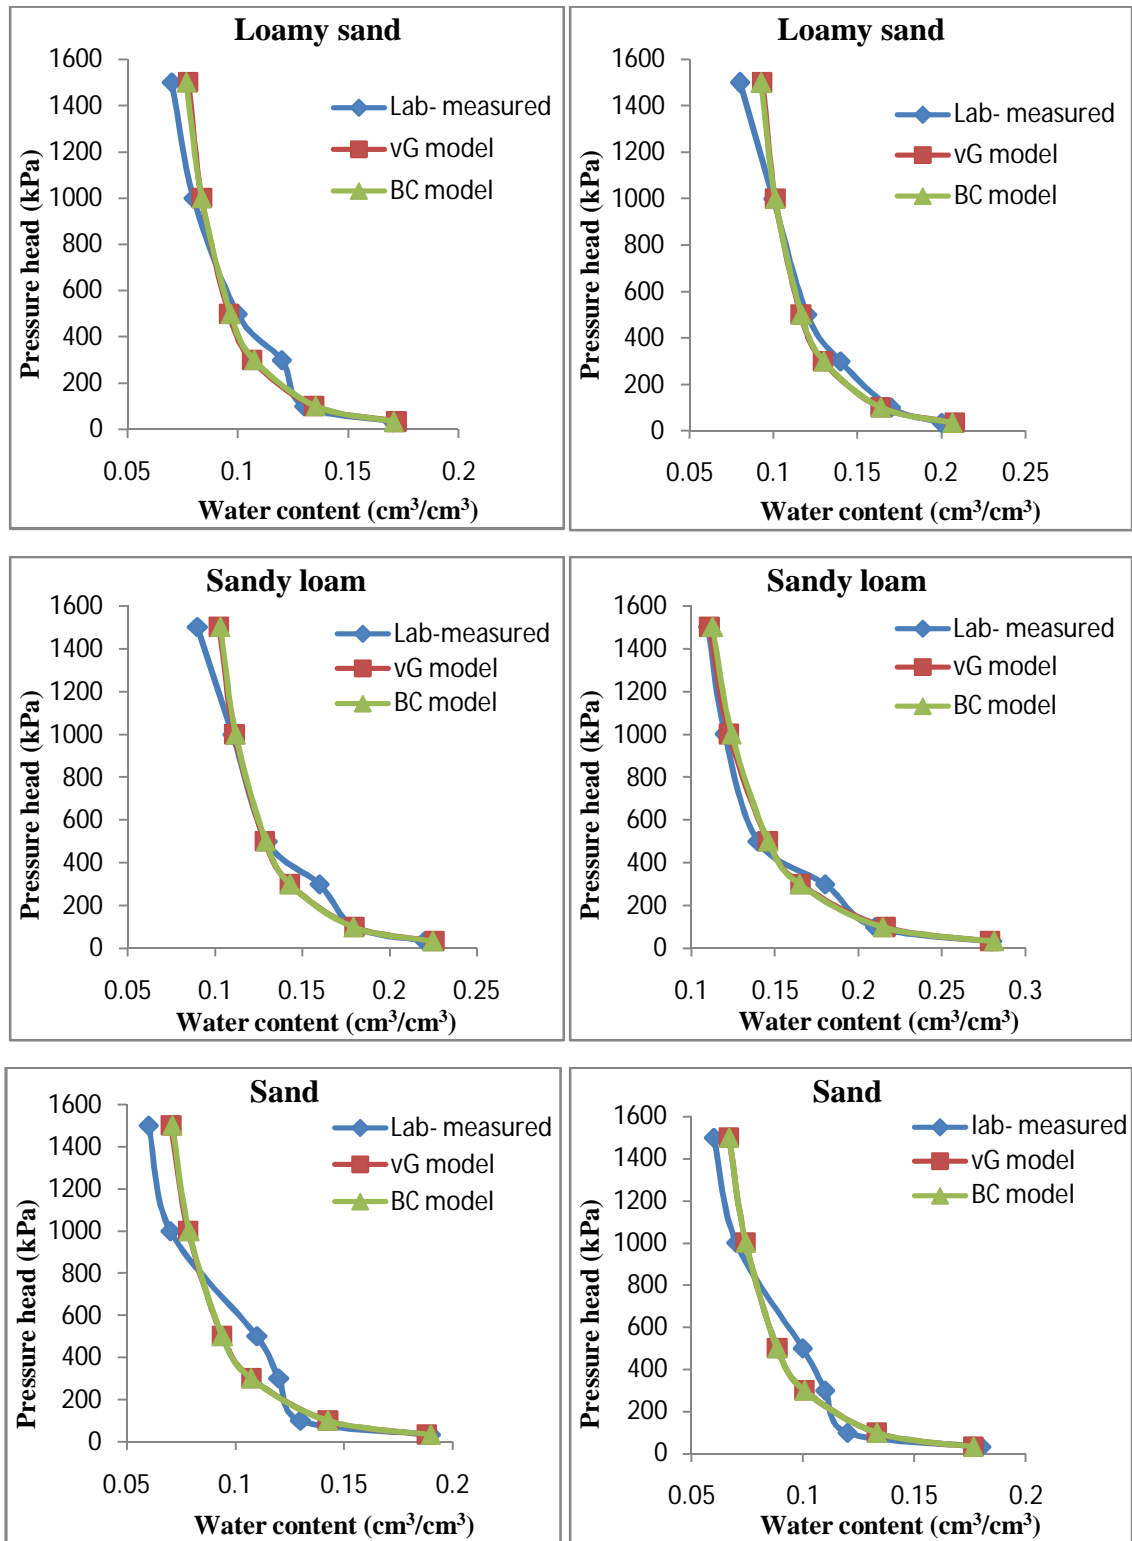 Loamy sand
1600
1400
1200
1000
800
600
400
200
0
Pressure head (kPa)
Lab- measured
vG model
BC model
0.05 0.1 0.15 0.2
Water content (cm³/cm³)
Loamy sand
1600
1400
1200
1000
800
600
400
200
0
Pressure head (kPa)
Lab- measured
vG model
BC model
0.05 0.1 0.15 0.2 0.25
Water content (cm³/cm³)
Sandy loam
1600
1400
1200
1000
800
600
400
200
0
Pressure head (kPa)
Lab-measured
vG model
BC model
0.05 0.1 0.15 0.2 0.25
Water content (cm³/cm³)
Sandy loam
1600
1400
1200
1000
800
600
400
200
0
Pressure head (kPa)
Lab- measured
vG model
BC model
0.1 0.15 0.2 0.25 0.3
Water content (cm³/cm³)
Sand
1600
1400
1200
1000
800
600
400
200
0
Pressure head (kPa)
Lab- measured
vG model
BC model
0.05 0.1 0.15 0.2
Water content (cm³/cm³)
Sand
1600
1400
1200
1000
800
600
400
200
0
Pressure head (kPa)
lab- measured
vG model
BC model
0.05 0.1 0.15 0.2
Water content (cm³/cm³)